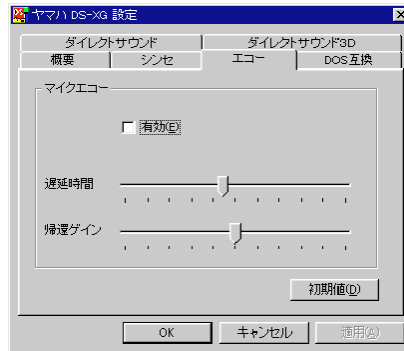 ヤマハ DS-XG 設定
ダイレクトサウンド ダイレクトサウンド3D
概要 シンセ エコー DOS互換
マイクエコー
有効(E)
遅延時間
帰還ゲイン
初期値(D)
OK キャンセル 適用(A)